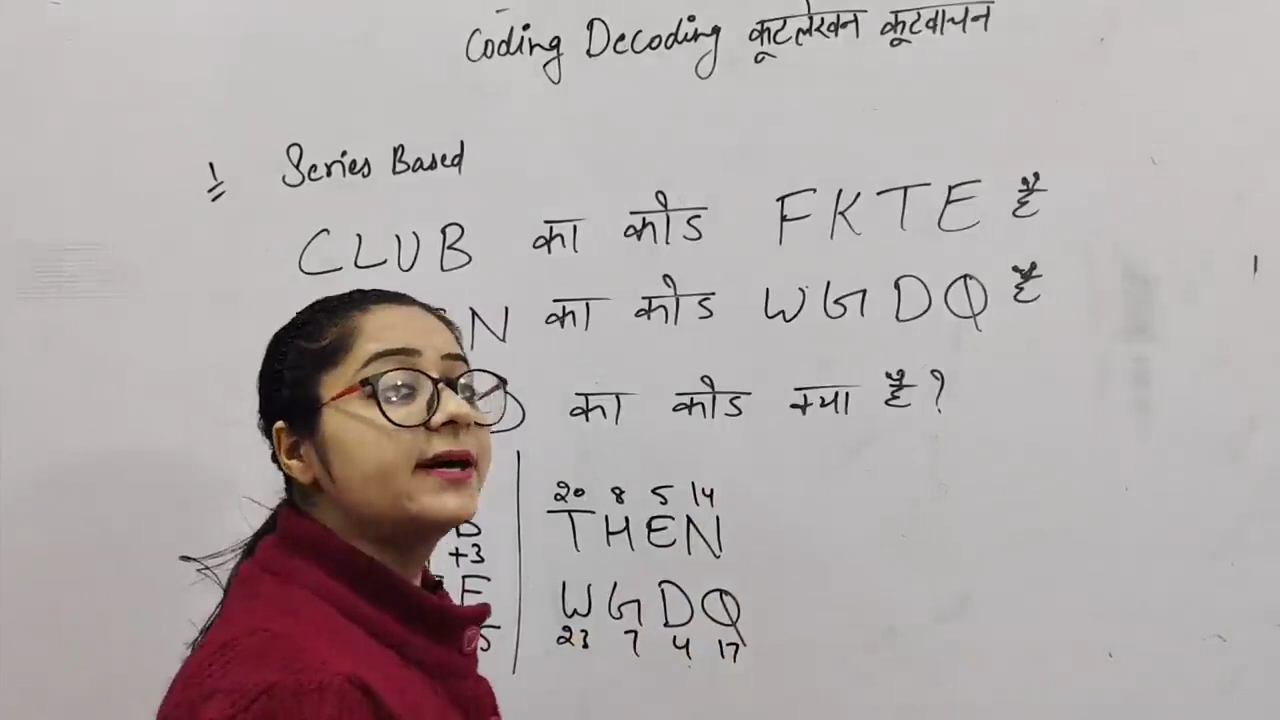 Coding Decoding कूटलेखन कूटवाचन
1 Series Based
CLUB का कोड FKTE है
N का कोड WGDQ है
का कोड क्या है?
20 8 5 14
THEN
+3
WGDQ
E
23 7 4 17
5